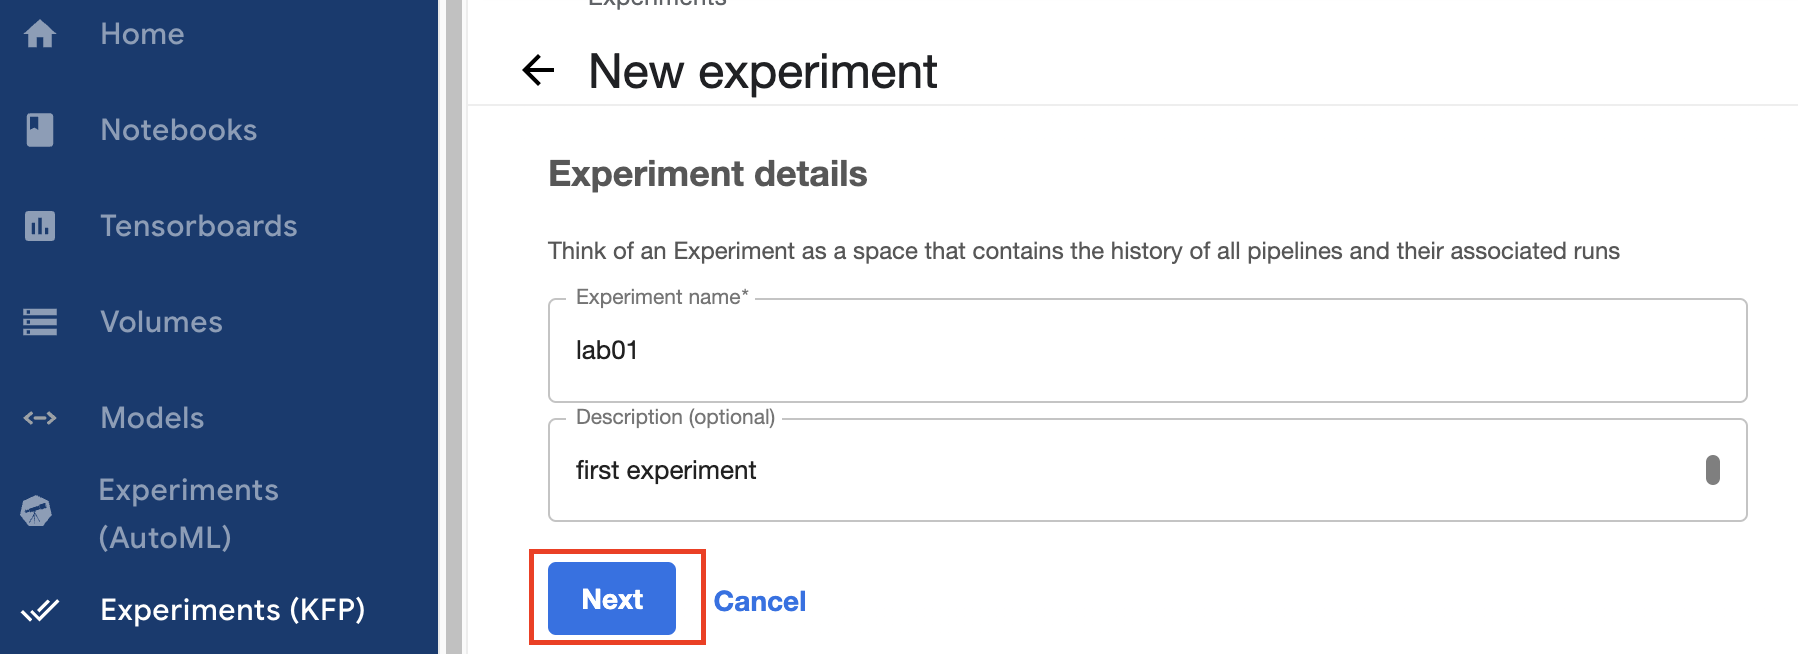 Home
Notebooks
Tensorboards
Volumes
Models
Experiments
(AutoML)
Experiments (KFP)
Experiments
New experiment
Experiment details
Think of an Experiment as a space that contains the history of all pipelines and their associated runs
Experiment name*
lab01
Description (optional)
first experiment
Next
Cancel